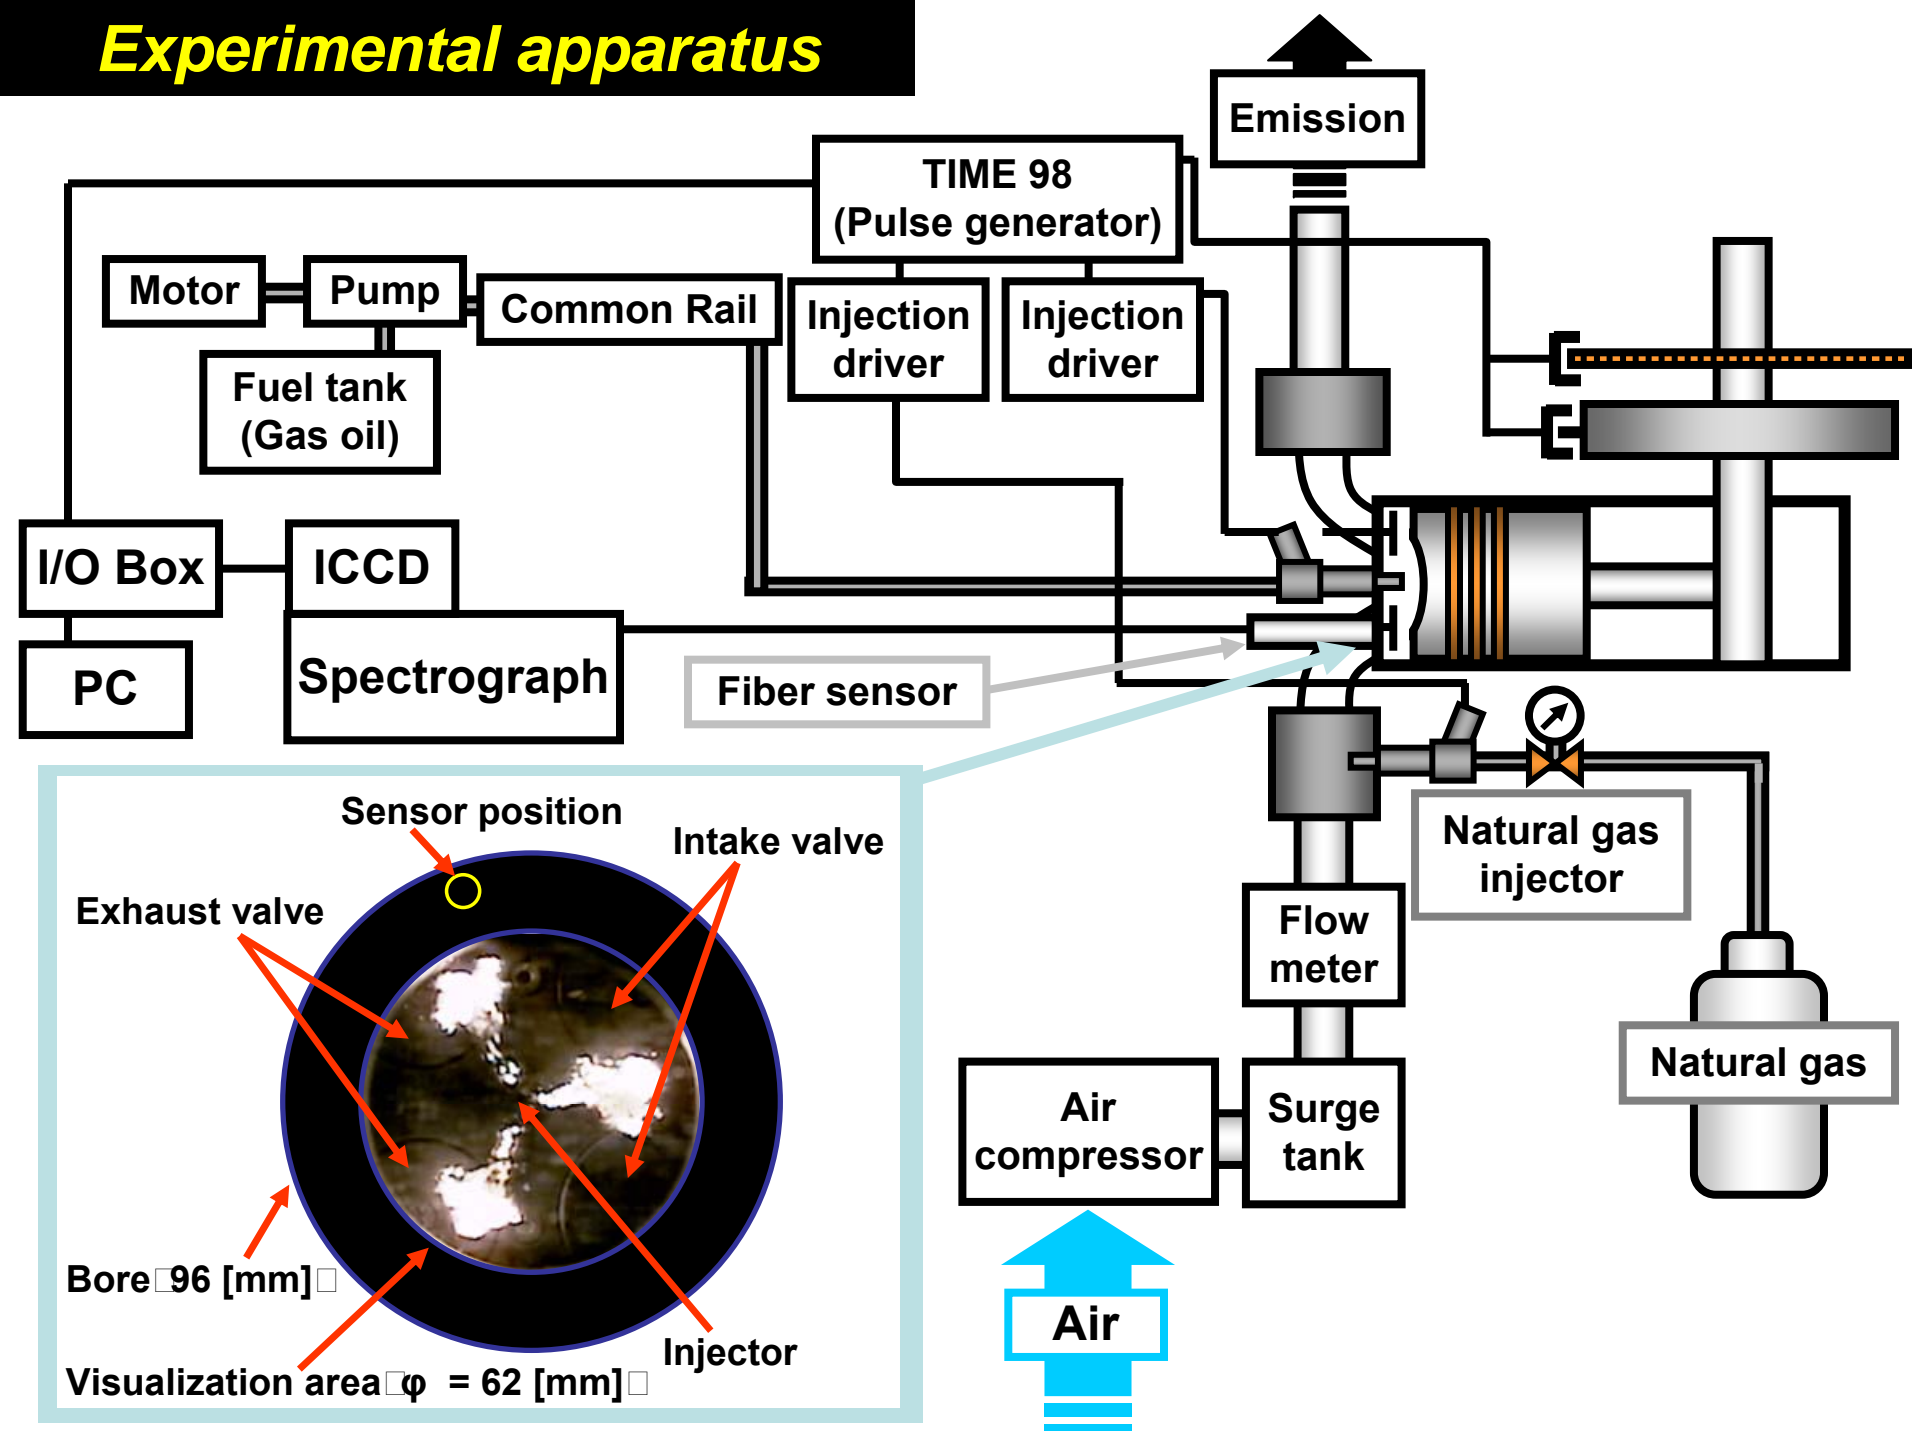 Experimental apparatus
Emission
TIME 98
(Pulse generator)
Motor
Pump
Common Rail
Injection
driver
Injection
driver
Fuel tank
(Gas oil)
I/O Box
ICCD
PC
Spectrograph
Fiber sensor
Sensor position
Intake valve
Exhaust valve
Bore□96 [mm]□
Visualization area□φ = 62 [mm]□
Injector
Natural gas
injector
Flow
meter
Natural gas
Air
compressor
Surge
tank
Air